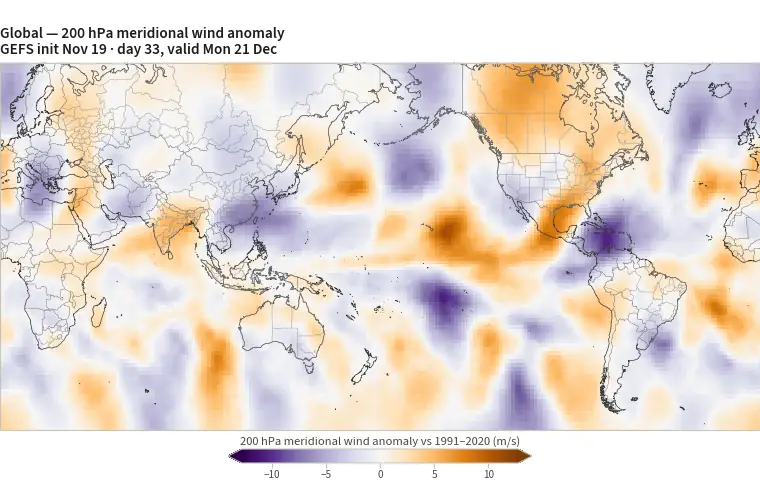 Global — 200 hPa meridional wind anomaly
GEFS init Nov 19 · day 33, valid Mon 21 Dec
200 hPa meridional wind anomaly vs 1991–2020 (m/s)
−10 −5 0 5 10